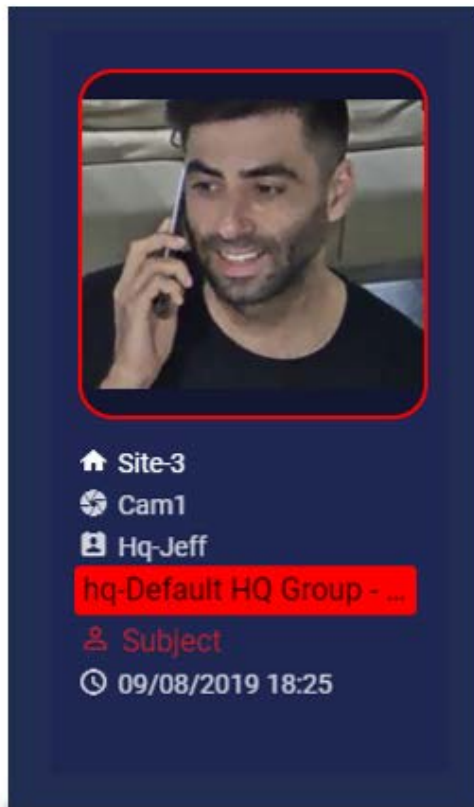 Site-3
Cam1
Hq-Jeff
hq-Default HQ Group - ...
Subject
09/08/2019 18:25